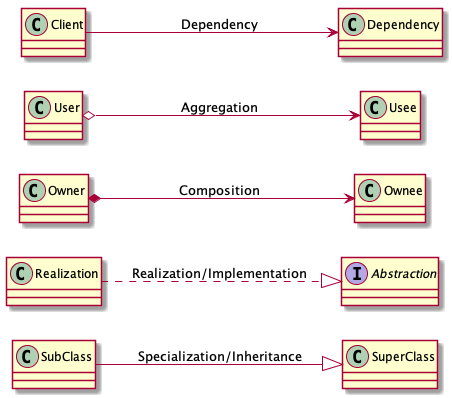 C Client Dependency C Dependency
C User Aggregation C Usee
C Owner Composition C Ownee
C Realization Realization/Implementation I Abstraction
C SubClass Specialization/Inheritance C SuperClass